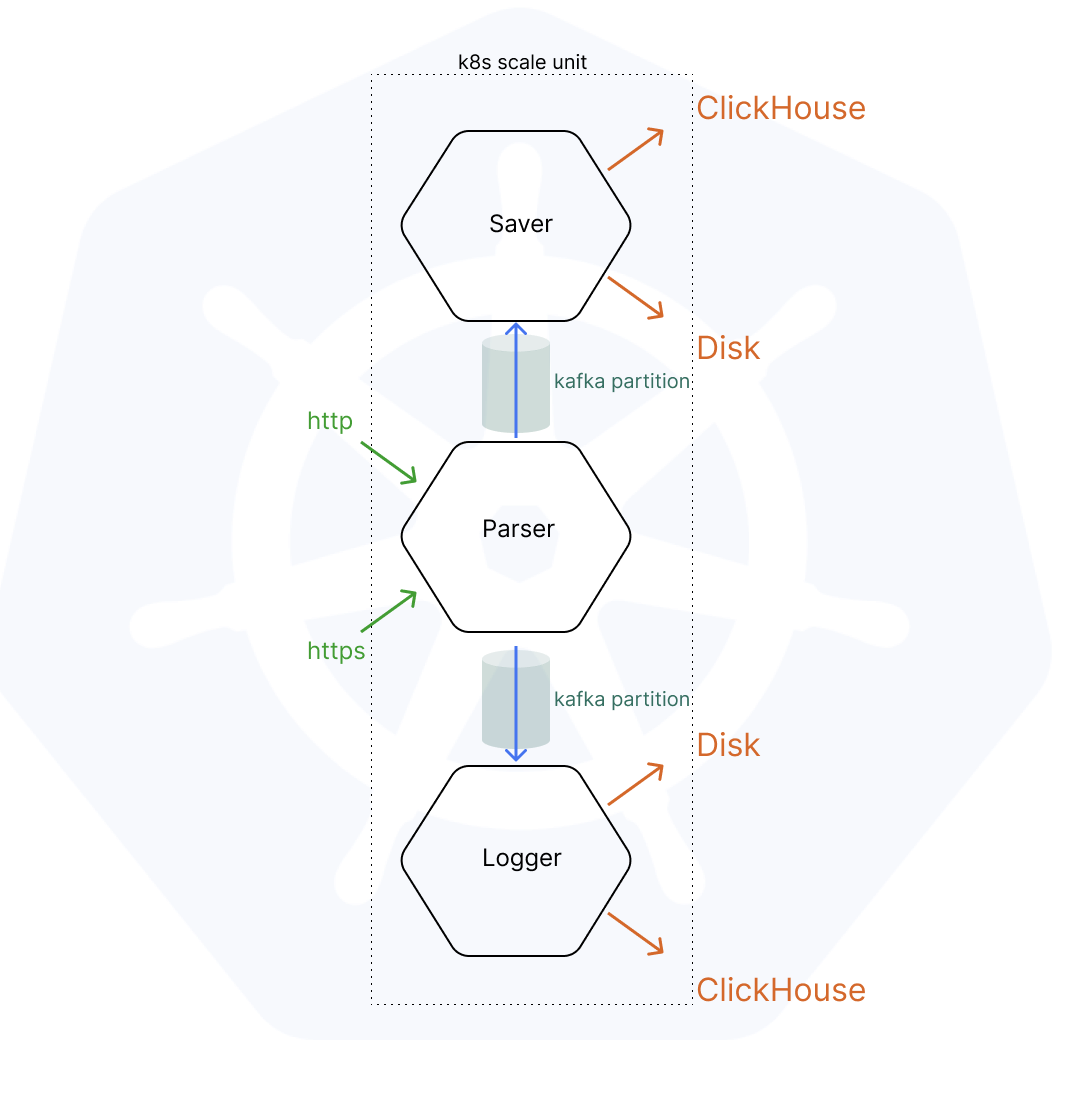 k8s scale unit
ClickHouse
Saver
Disk
kafka partition
http
Parser
https
kafka partition
Disk
Logger
ClickHouse